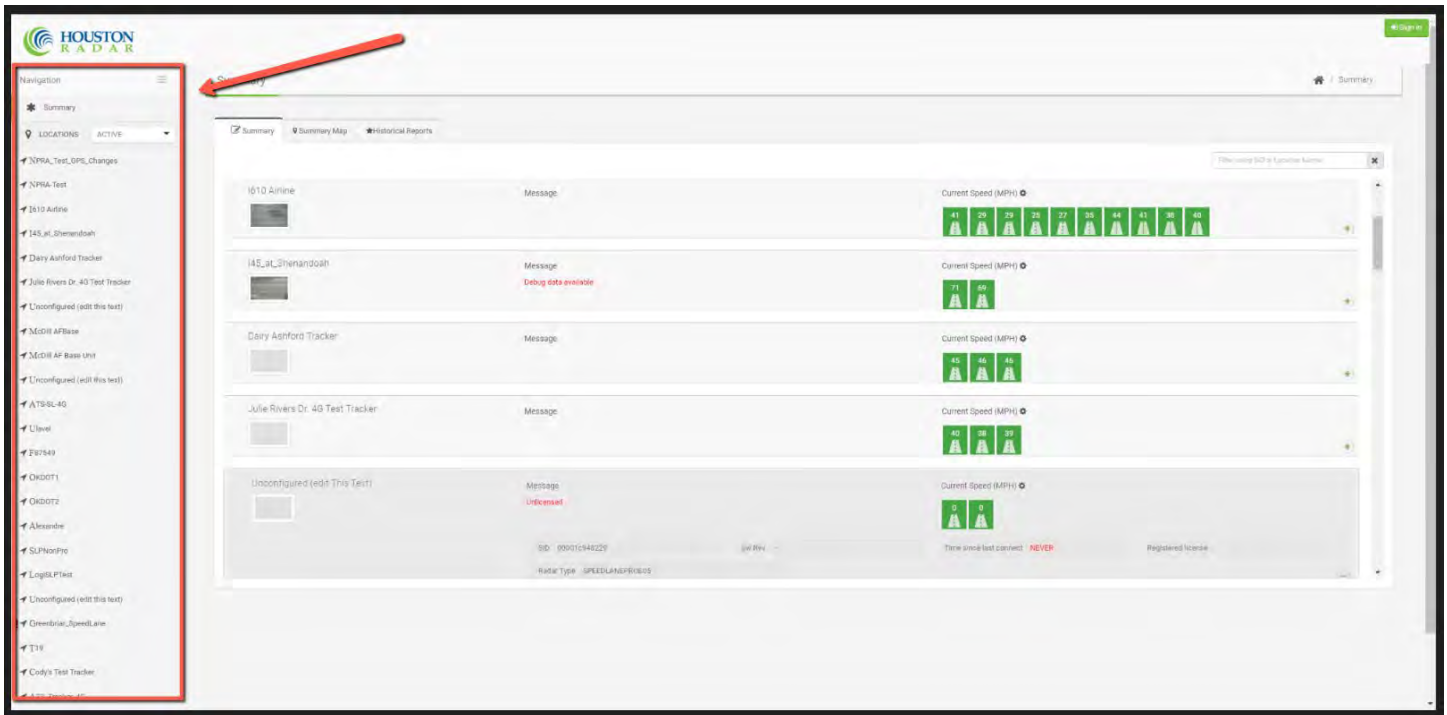 HOUSTON
RADAR
Sign in
Navigation
Summary
LOCATIONS ACTIVE
NPRA_Test_GPS_Changes
NPRA-Test
I610 Airline
I45_at_Shenandoah
Dairy Ashford Tracker
Julie Rivers Dr. 4G Test Tracker
Unconfigured (edit this text)
McDill AFBase
McDill AF Base Unit
Unconfigured (edit this text)
ATS-SL-4G
Ulavel
F87549
OKDOT1
OKDOT2
Alexandre
SLPNonPro
LogiSLPTest
Unconfigured (edit this text)
Greenbriar_SpeedLane
T19
Cody's Test Tracker
ATS_Tracker_4G
Summary
/ Summary
Summary Summary Map Historical Reports
I610 Airline Message Current Speed (MPH)
41 29 29 25 27 35 44 41 38 40
I45_at_Shenandoah Message Current Speed (MPH)
Debug data available
71 69
Dairy Ashford Tracker Message Current Speed (MPH)
45 46 46
Julie Rivers Dr. 4G Test Tracker Message Current Speed (MPH)
40 38 39
Unconfigured (edit This Text) Message Current Speed (MPH)
Unlicensed
0 0
SID Time since last connect NEVER Registered license
Radar Type